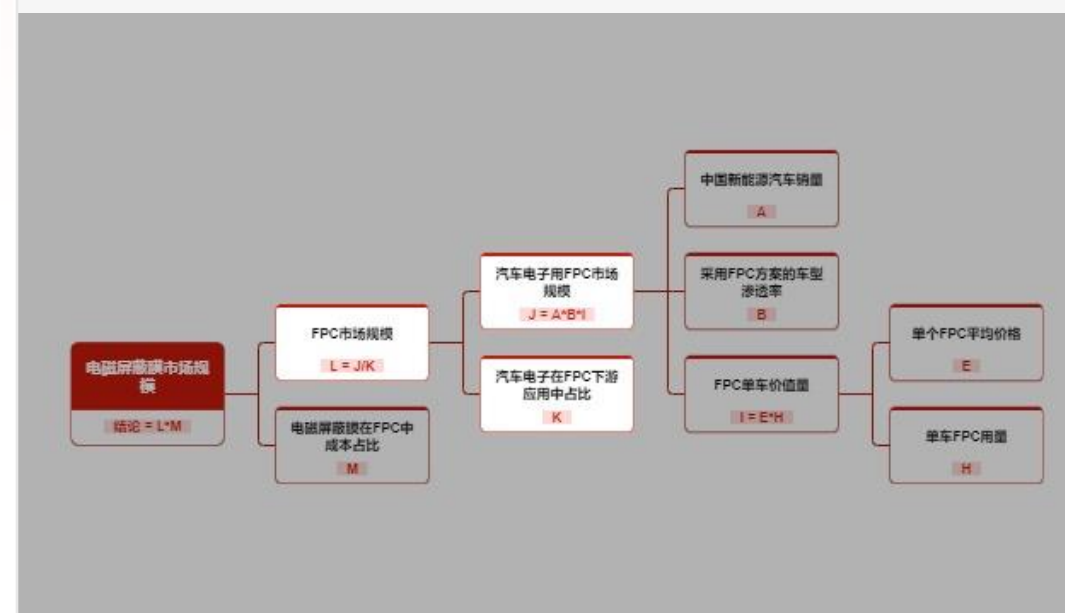 电磁屏蔽膜市场规
模
结论 = L*M
FPC市场规模
L = J/K
电磁屏蔽膜在FPC中
成本占比
M
汽车电子用FPC市场
规模
J = A*B*I
汽车电子在FPC下游
应用中占比
K
中国新能源汽车销量
A
采用FPC方案的车型
渗透率
B
FPC单车价值量
I = E*H
单个FPC平均价格
E
单车FPC用量
H